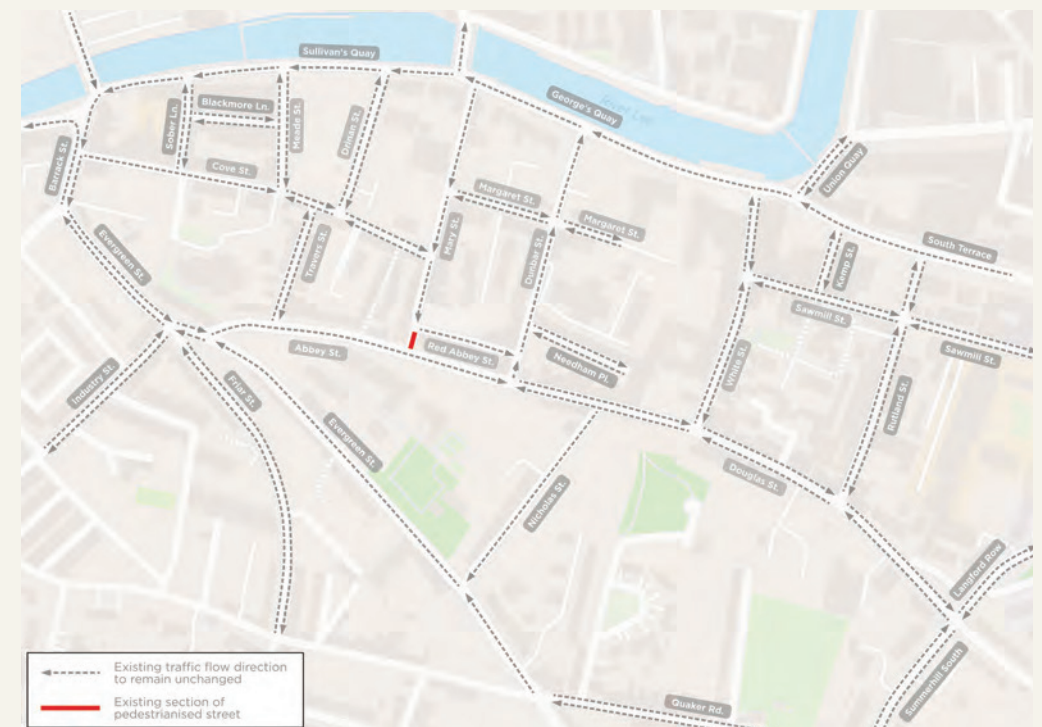 Sullivan's Quay
Blackmore Ln.
Sober Ln.
Meade St.
Drinan St.
George's Quay
River Lee
Union Quay
Barrack St.
Cove St.
Margaret St.
Margaret St.
Mary St.
Dunbar St.
Travers St.
Evergreen St.
South Terrace
Kemp St.
Sawmill St.
Sawmill St.
White St.
Rutland St.
Abbey St.
Red Abbey St.
Needham Pl.
Industry St.
Friar St.
Evergreen St.
Nicholas St.
Douglas St.
Langford Row
Summerhill South
Quaker Rd.
Existing traffic flow direction
to remain unchanged
Existing section of
pedestrianised street